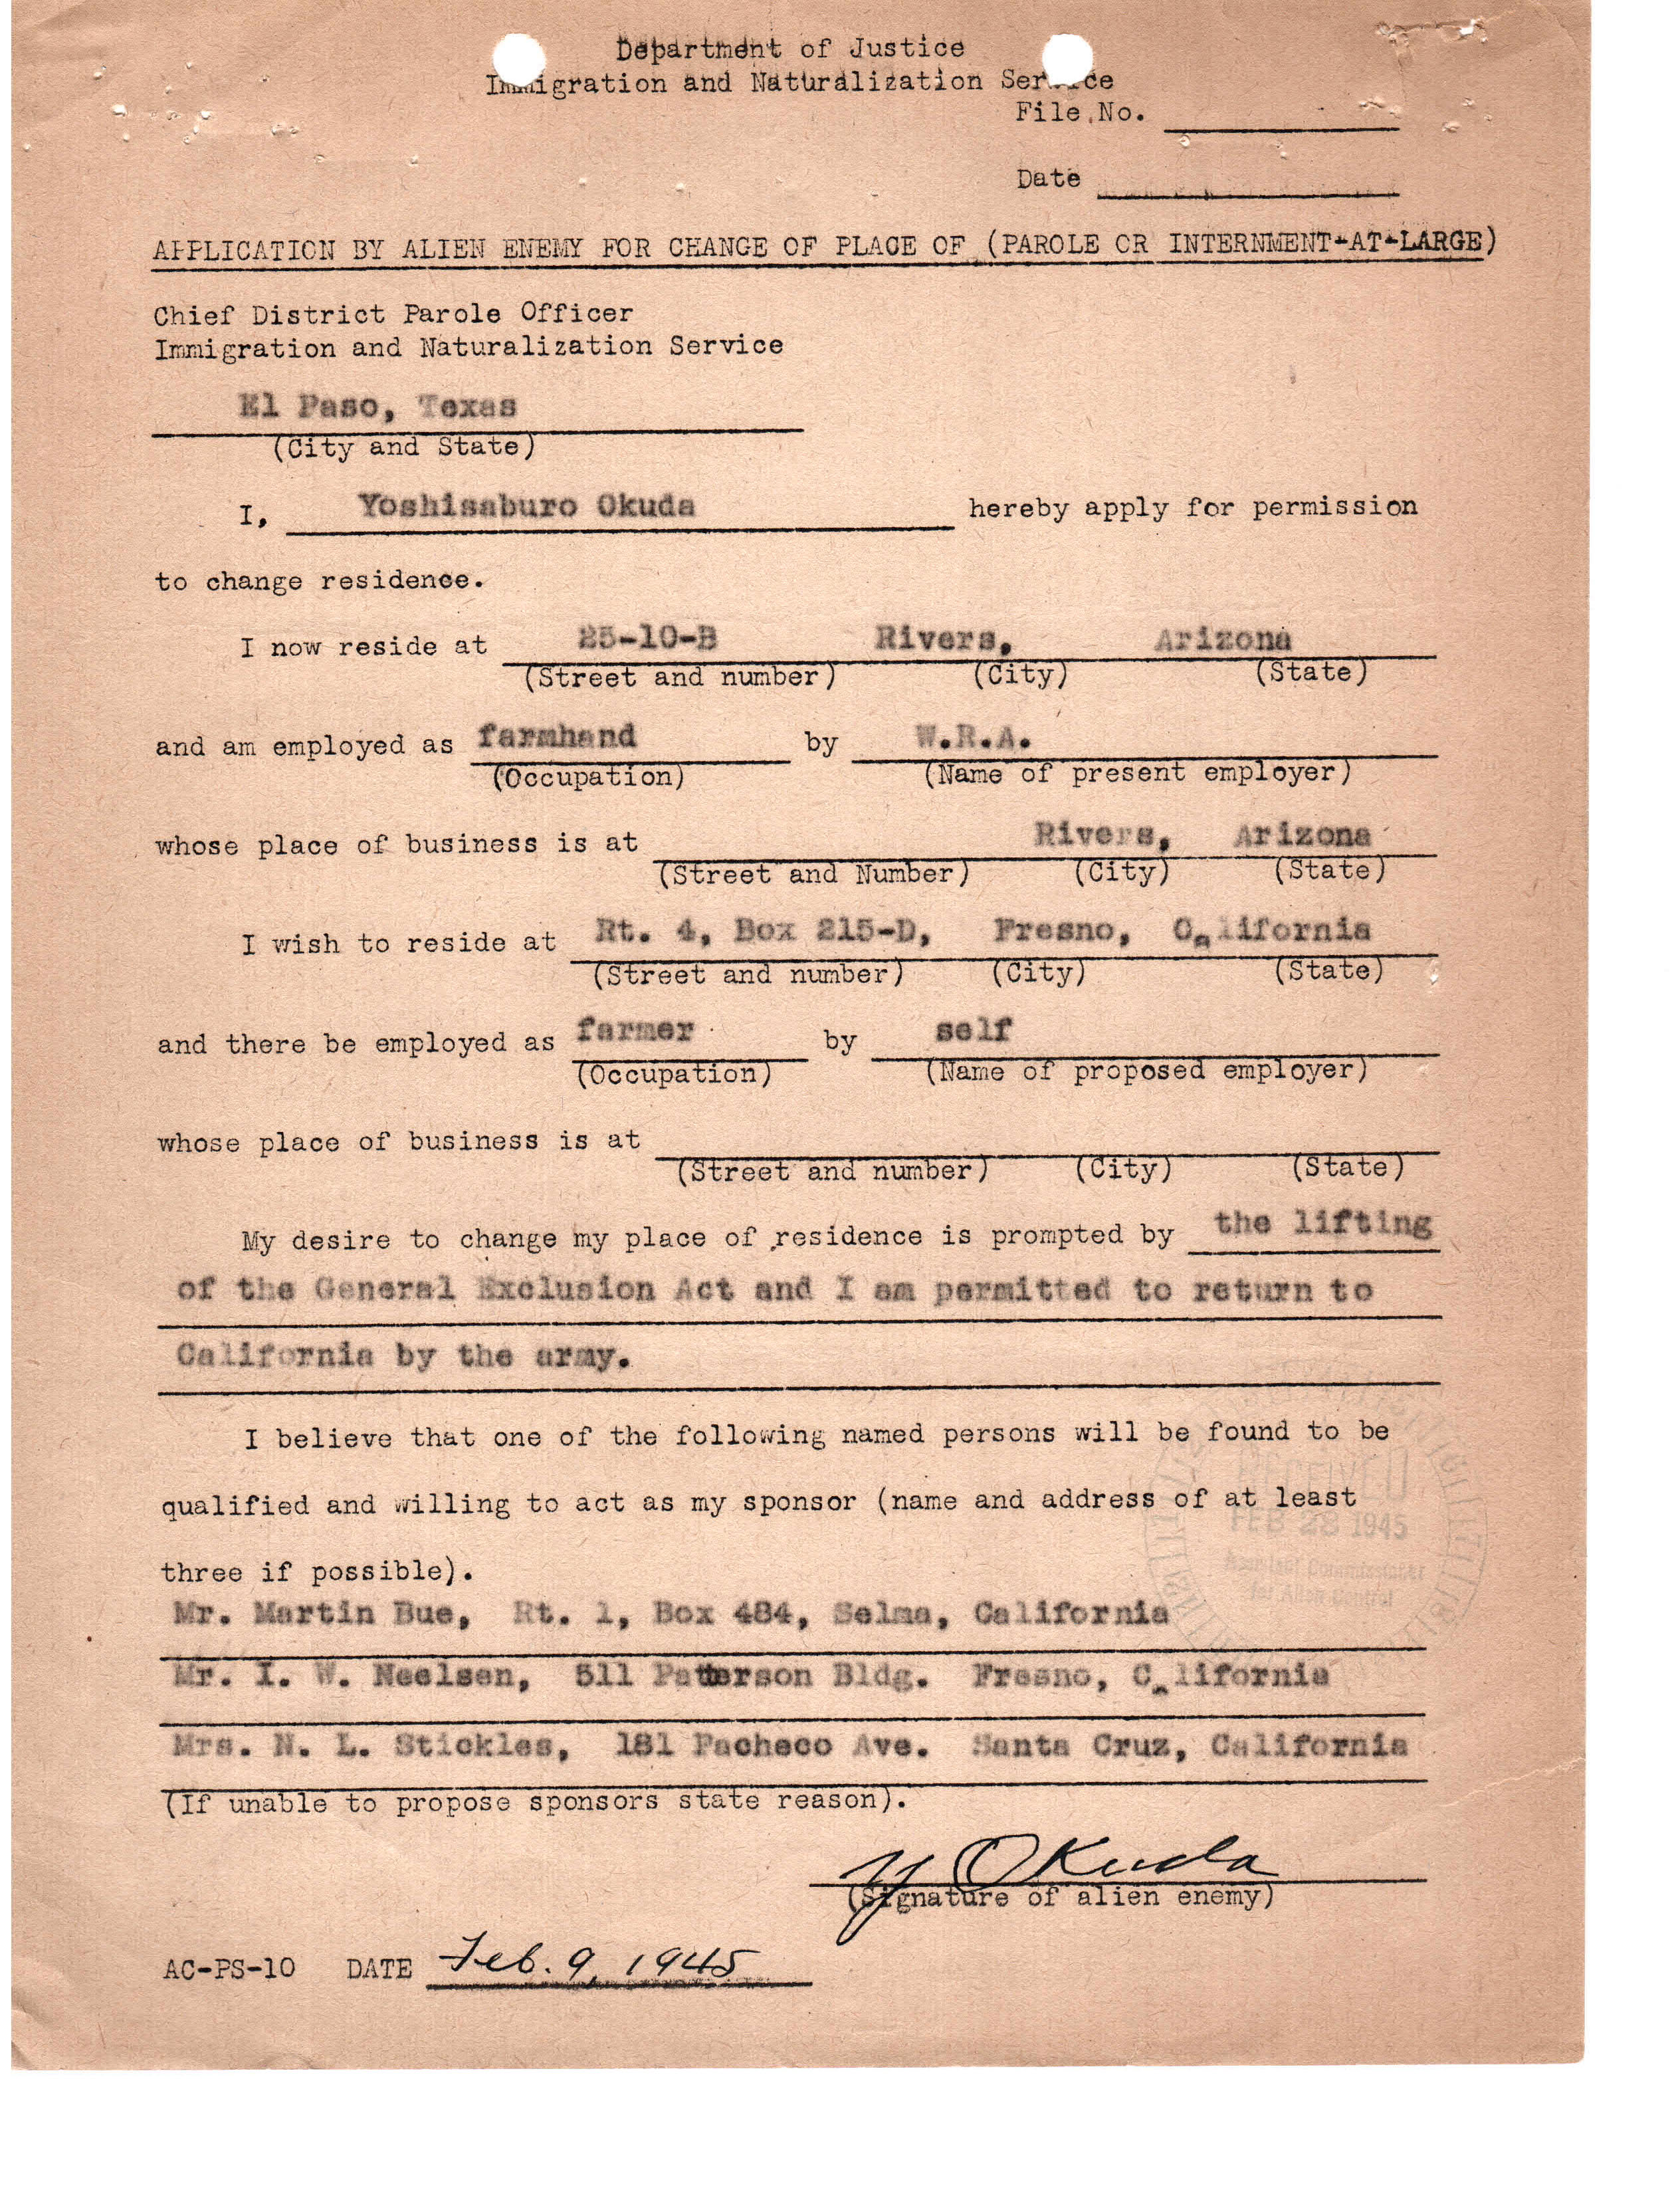 Department of Justice
Immigration and Naturalization Service
File No.
Date
APPLICATION BY ALIEN ENEMY FOR CHANGE OF PLACE OF (PAROLE OR INTERNMENT-AT-LARGE)
Chief District Parole Officer
Immigration and Naturalization Service
El Paso, Texas
(City and State)
I, Yoshisaburo Okuda hereby apply for permission
to change residence.
I now reside at 25-10-B Rivers, Arizona
(Street and number) (City) (State)
and am employed as farmhand by W.R.A.
(Occupation) (Name of present employer)
whose place of business is at Rivers, Arizona
(Street and Number) (City) (State)
I wish to reside at Rt. 4, Box 215-D, Fresno, California
(Street and number) (City) (State)
and there be employed as farmer by self
(Occupation) (Name of proposed employer)
whose place of business is at
(Street and number) (City) (State)
My desire to change my place of residence is prompted by the lifting
of the General Exclusion Act and I am permitted to return to
California by the army.
I believe that one of the following named persons will be found to be
qualified and willing to act as my sponsor (name and address of at least
three if possible).
RECEIVED
FEB 28 1945
Assistant Commissioner
for Alien Control
Mr. Martin Bue, Rt. 1, Box 484, Selma, California
Mr. I. W. Neelsen, 511 Patterson Bldg. Fresno, California
Mrs. N. L. Stickles, 181 Pacheco Ave. Santa Cruz, California
(If unable to propose sponsors state reason).
Y Okuda
(Signature of alien enemy)
AC-PS-10 DATE Feb. 9, 1945